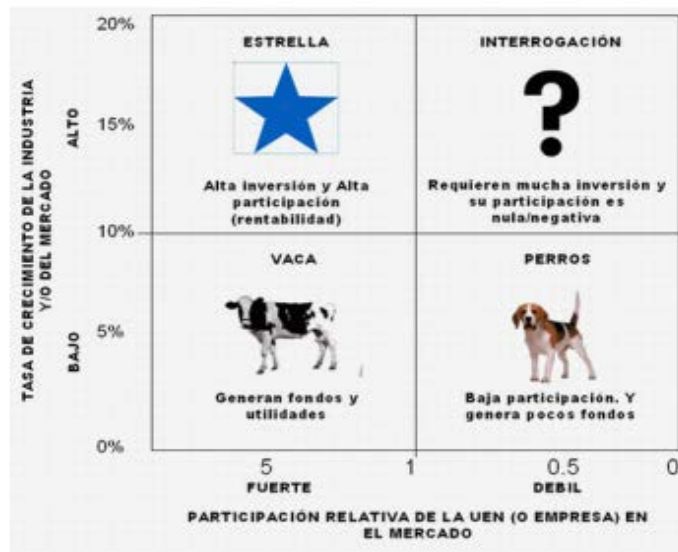 20%
ESTRELLA
INTERROGACIÓN
?
TASA DE CRECIMIENTO DE LA INDUSTRIA
Y/O DEL MERCADO
ALTO
15%
Alta inversión y Alta
participación
(rentabilidad)
Requieren mucha inversión y
su participación es
nula/negativa
10%
VACA
PERROS
BAJO
5%
Generan fondos y
utilidades
Baja participación. Y
genera pocos fondos
0%
5
1
0.5
0
FUERTE
DEBIL
PARTICIPACIÓN RELATIVA DE LA UEN (O EMPRESA) EN
EL MERCADO